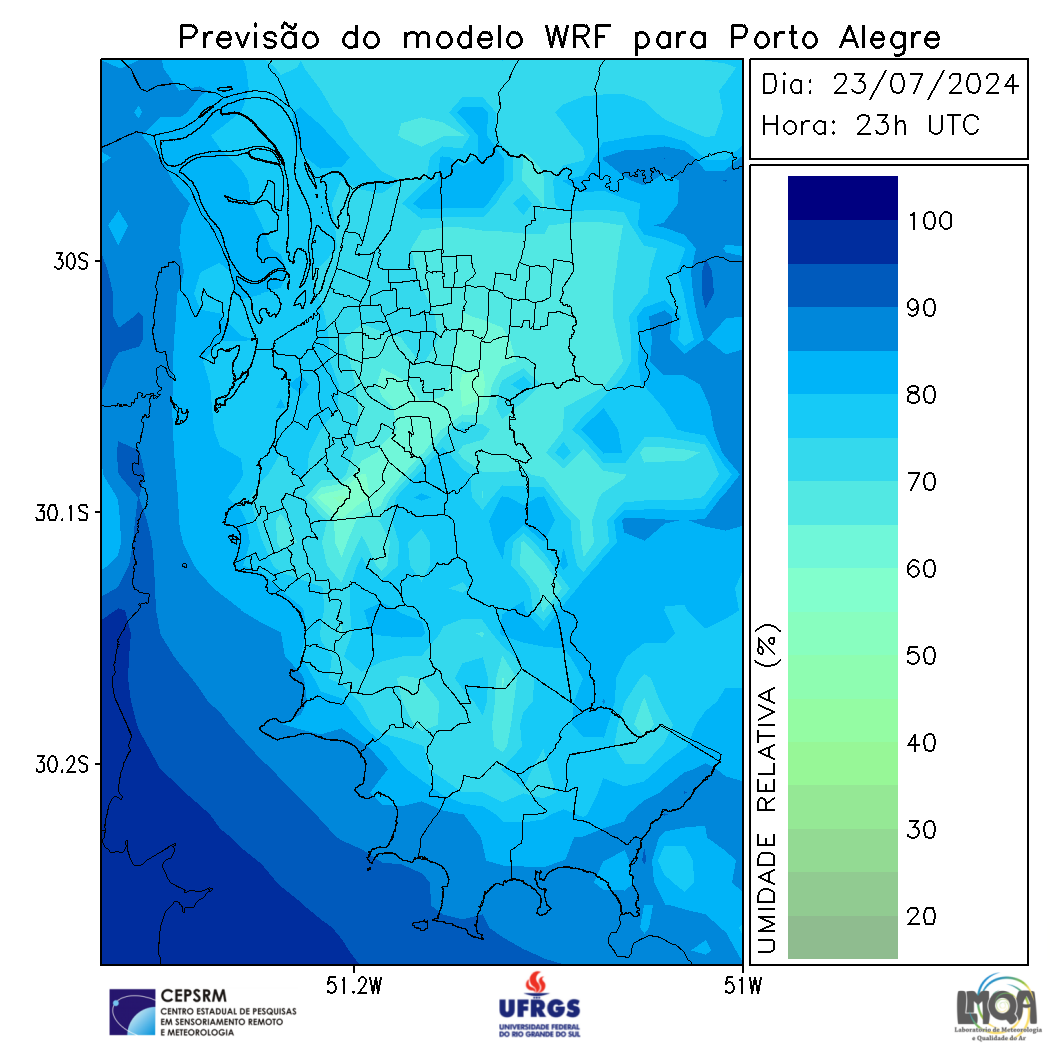 Previsão do modelo WRF para Porto Alegre
Dia: 23/07/2024
Hora: 23h UTC
30S
30.1S
30.2S
51.2W
51W
UMIDADE RELATIVA (%)
100
90
80
70
60
50
40
30
20
CEPSRM
CENTRO ESTADUAL DE PESQUISAS
EM SENSORIAMENTO REMOTO
E METEOROLOGIA
UFRGS
UNIVERSIDADE FEDERAL
DO RIO GRANDE DO SUL
LMQA
Laboratório de Meteorologia
e Qualidade do Ar